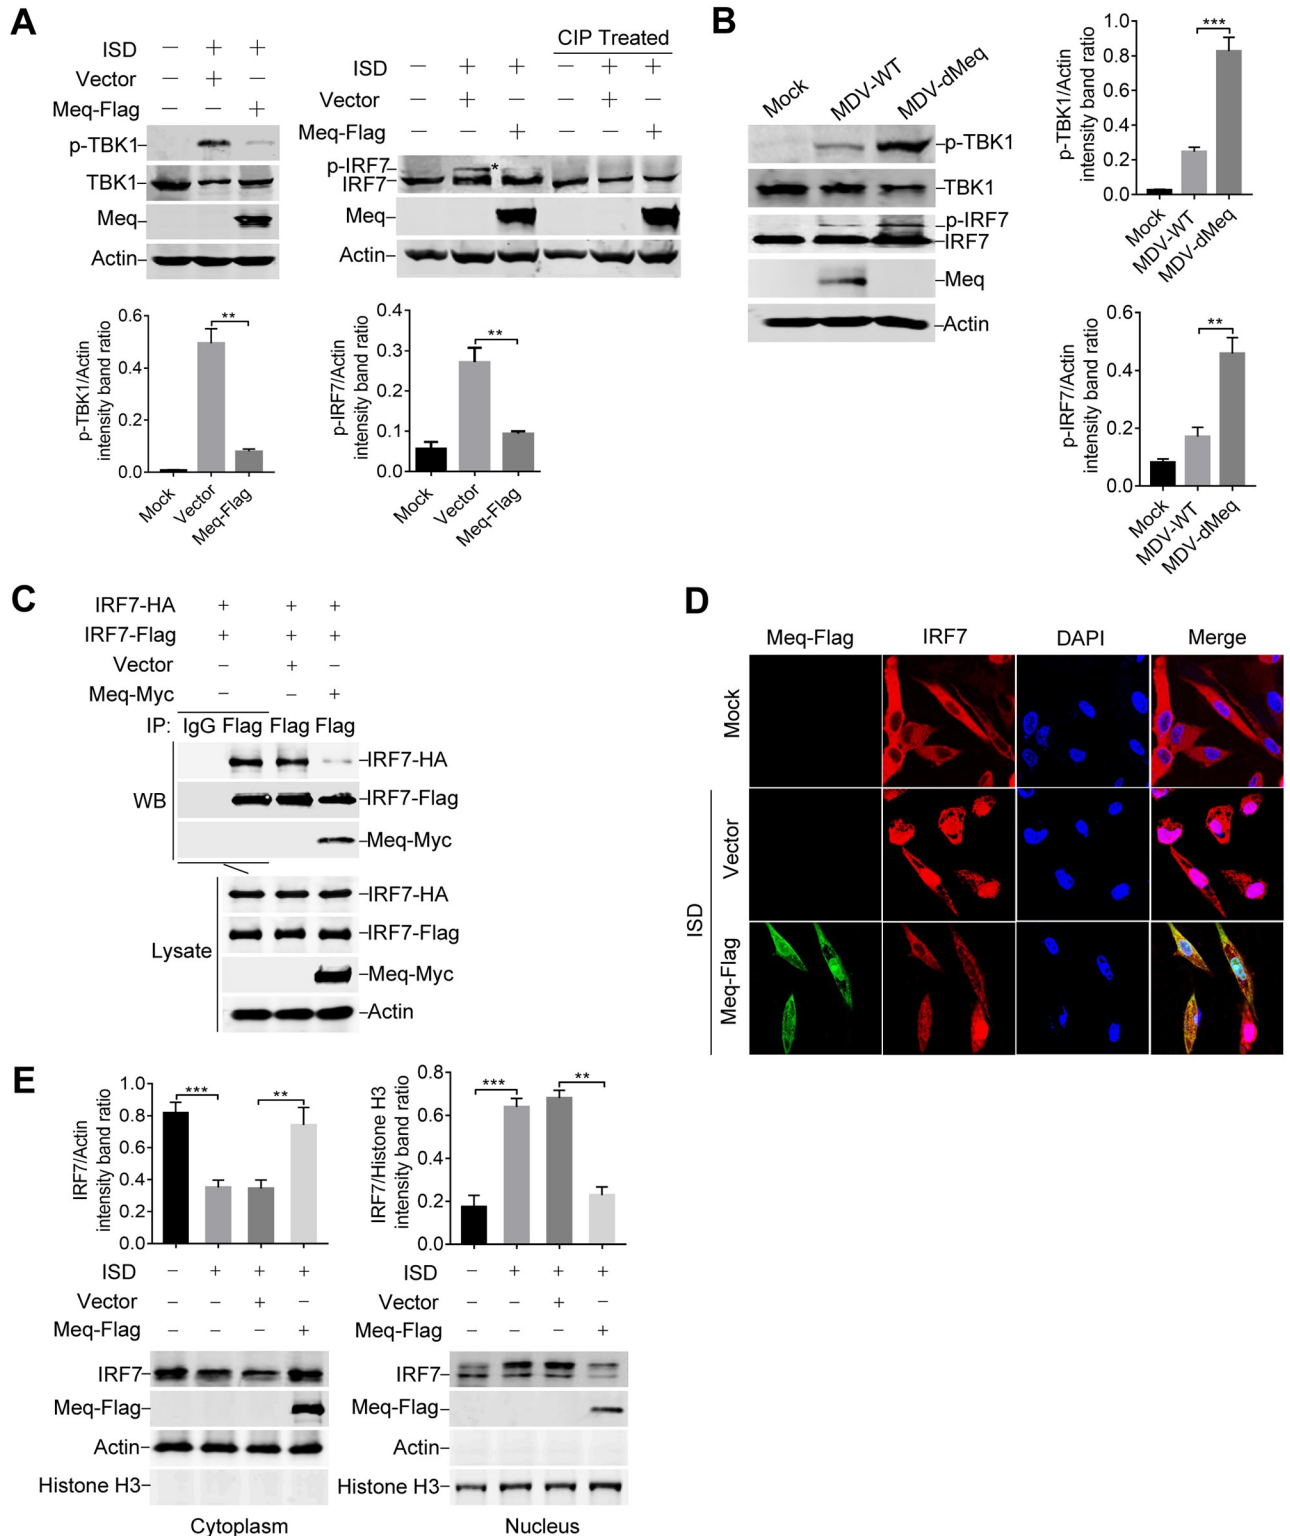 A
ISD − + +
Vector − + −
Meq-Flag − − +
p-TBK1
TBK1
Meq
Actin
CIP Treated
ISD − + + − + +
Vector − + − − + −
Meq-Flag − − + − − +
p-IRF7 *
IRF7
Meq
Actin
p-TBK1/Actin
intensity band ratio
0.6
0.4
0.2
0.0
**
Mock
Vector
Meq-Flag
p-IRF7/Actin
intensity band ratio
0.4
0.3
0.2
0.1
0.0
**
Mock
Vector
Meq-Flag
B
Mock
MDV-WT
MDV-dMeq
p-TBK1
TBK1
p-IRF7
IRF7
Meq
Actin
p-TBK1/Actin
intensity band ratio
1.0
0.8
0.6
0.4
0.2
0.0
***
Mock
MDV-WT
MDV-dMeq
p-IRF7/Actin
intensity band ratio
0.6
0.4
0.2
0.0
**
Mock
MDV-WT
MDV-dMeq
C
IRF7-HA + + +
IRF7-Flag + + +
Vector − + −
Meq-Myc − − +
IP: IgG Flag Flag Flag
WB
IRF7-HA
IRF7-Flag
Meq-Myc
Lysate
IRF7-HA
IRF7-Flag
Meq-Myc
Actin
D
Meq-Flag IRF7 DAPI Merge
Mock
ISD
Vector
Meq-Flag
E
IRF7/Actin
intensity band ratio
1.0
0.8
0.6
0.4
0.2
0.0
***
**
ISD − + + +
Vector − − + −
Meq-Flag − − − +
IRF7
Meq-Flag
Actin
Histone H3
Cytoplasm
IRF7/Histone H3
intensity band ratio
0.8
0.6
0.4
0.2
0.0
***
**
ISD − + + +
Vector − − + −
Meq-Flag − − − +
IRF7
Meq-Flag
Actin
Histone H3
Nucleus